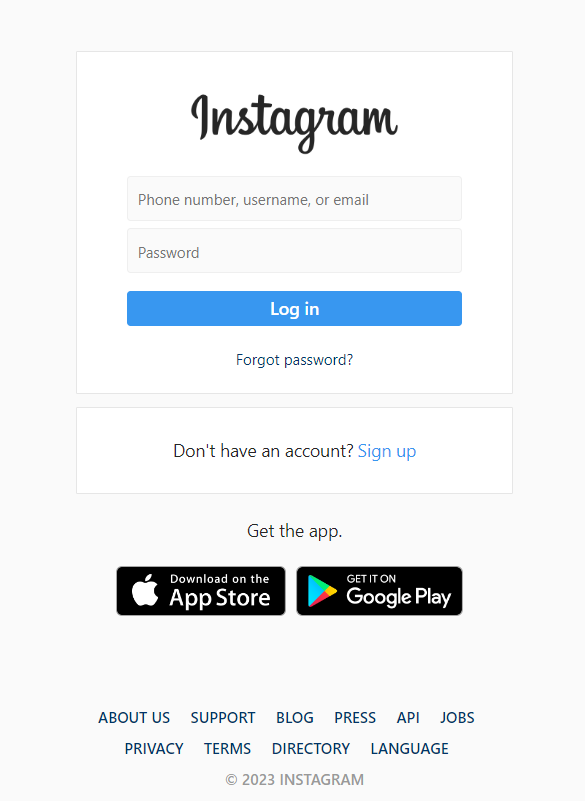 Instagram
Phone number, username, or email
Password
Log in
Forgot password?
Don't have an account? Sign up
Get the app.
Download on the
App Store
GET IT ON
Google Play
ABOUT US SUPPORT BLOG PRESS API JOBS
PRIVACY TERMS DIRECTORY LANGUAGE
© 2023 INSTAGRAM